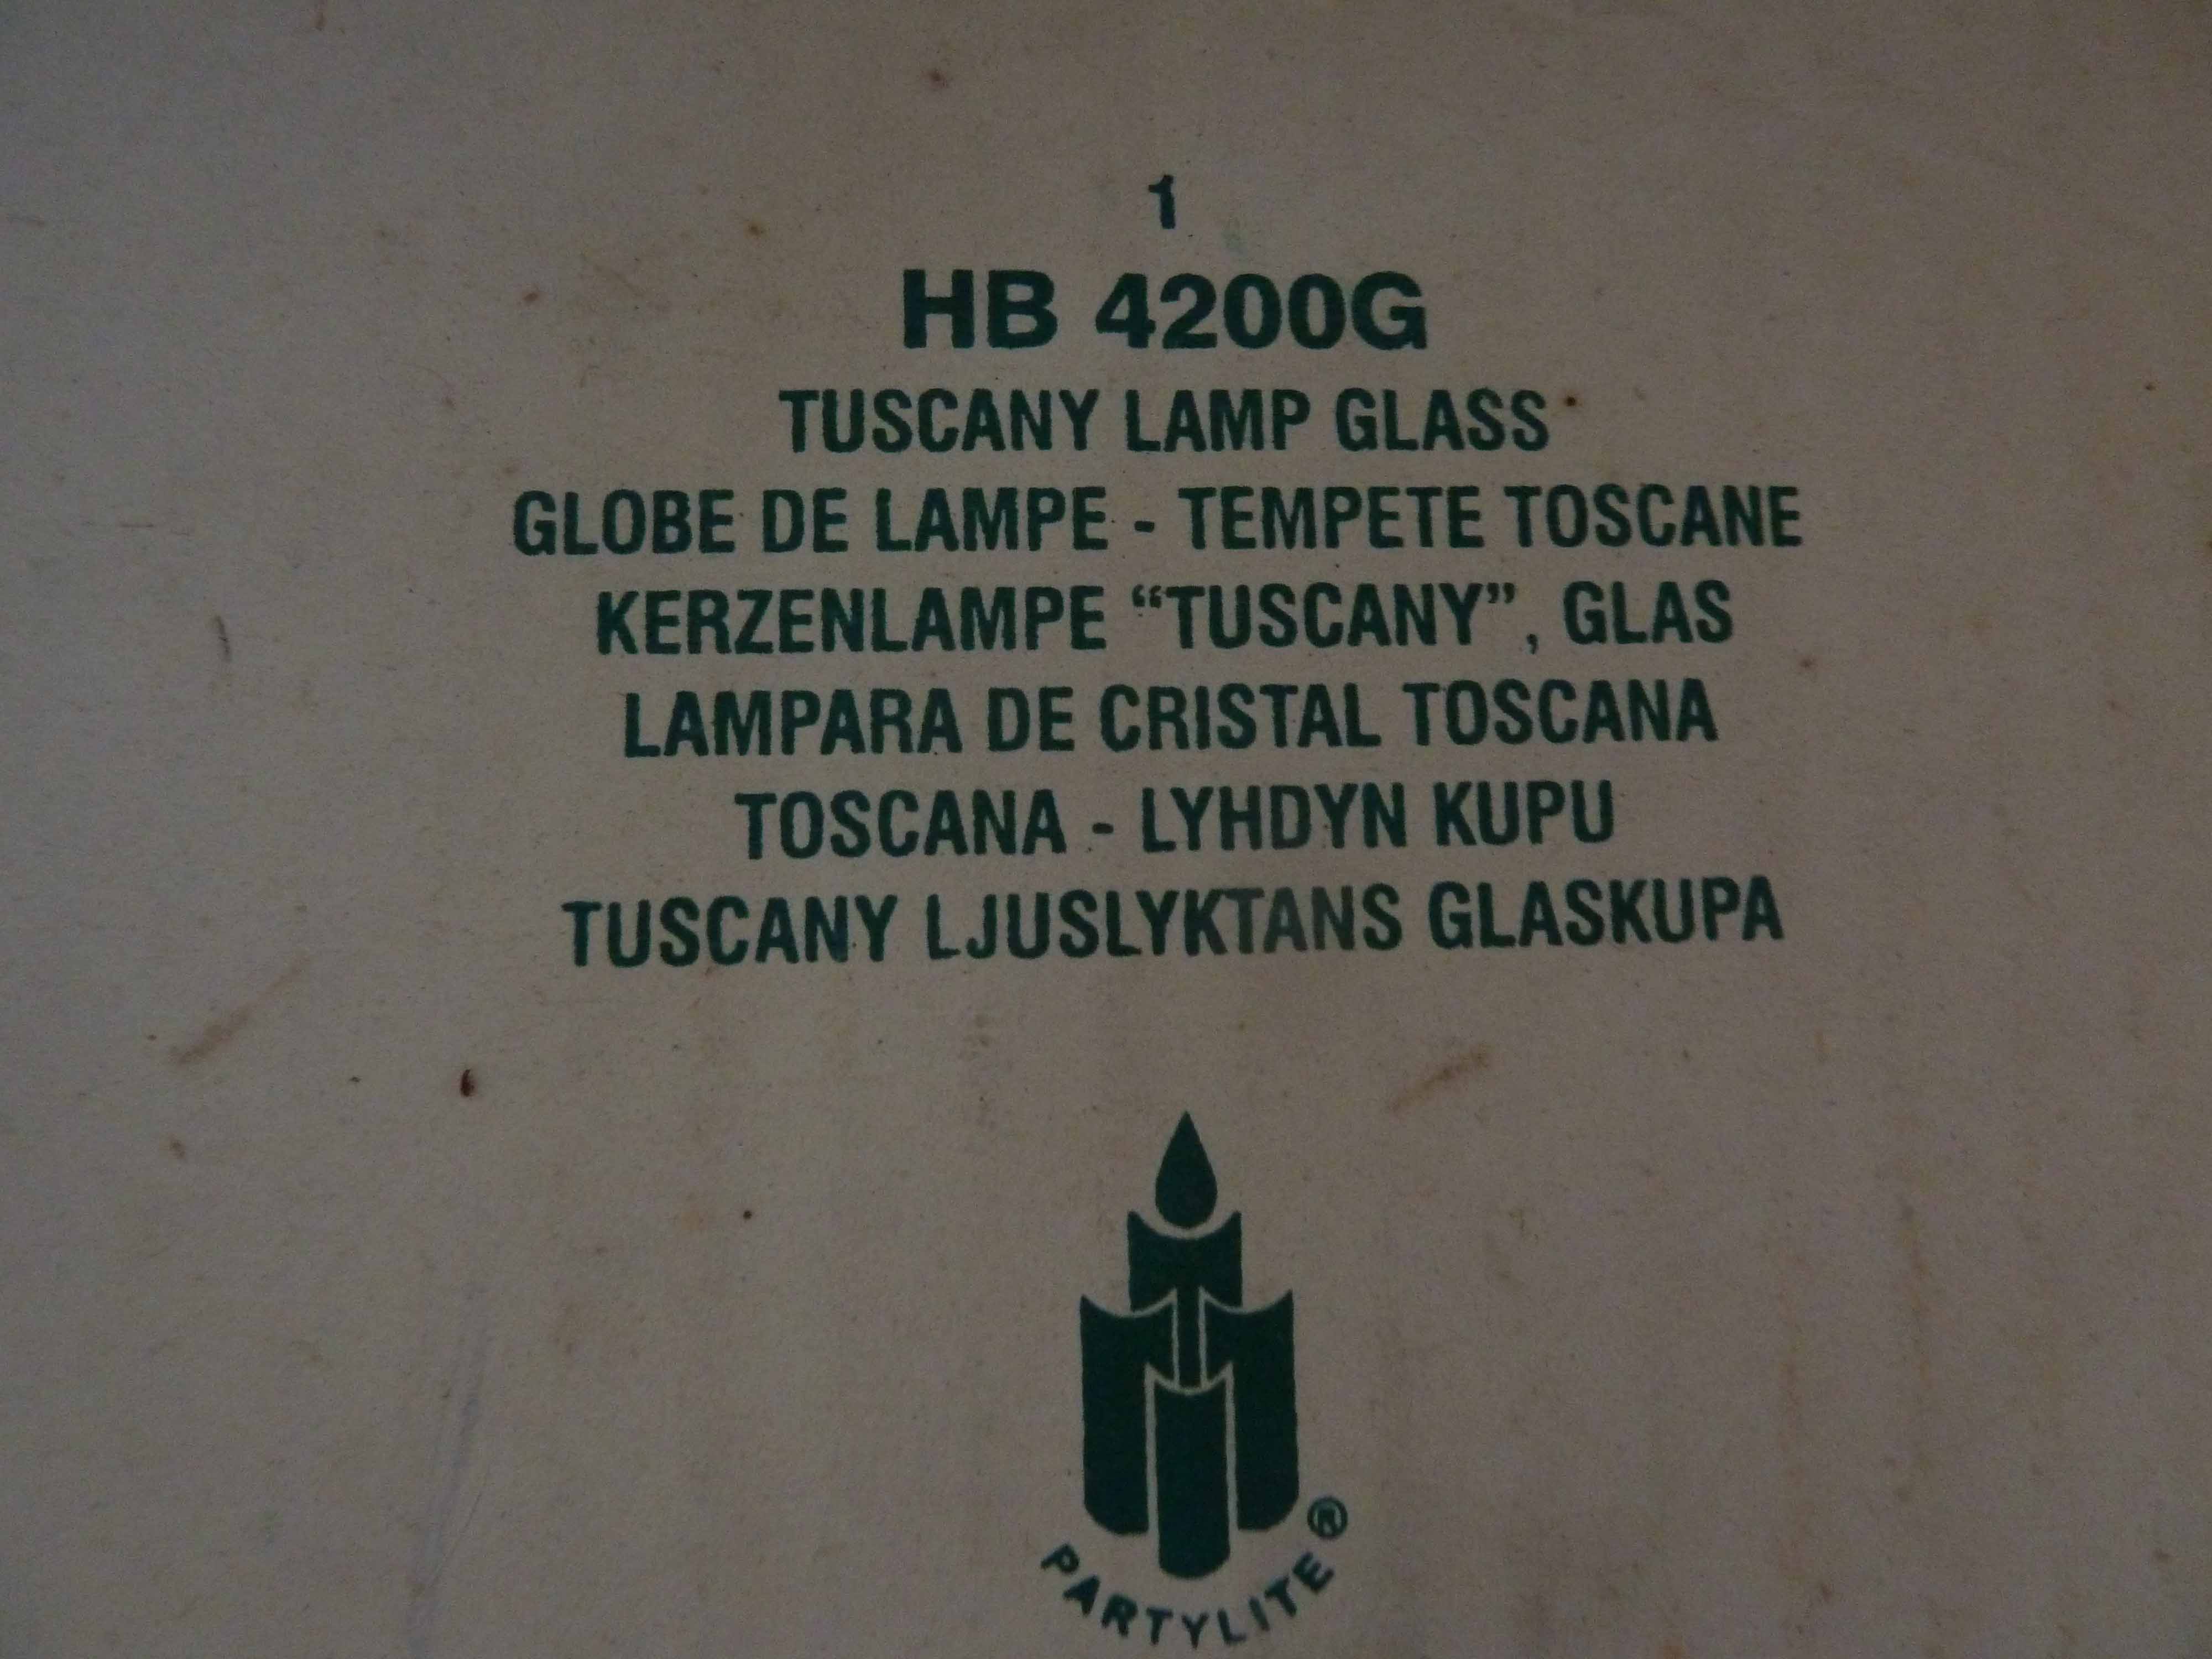 1
HB 4200G
TUSCANY LAMP GLASS
GLOBE DE LAMPE - TEMPETE TOSCANE
KERZENLAMPE “TUSCANY”, GLAS
LAMPARA DE CRISTAL TOSCANA
TOSCANA - LYHDYN KUPU
TUSCANY LJUSLYKTANS GLASKUPA
PARTYLITE®